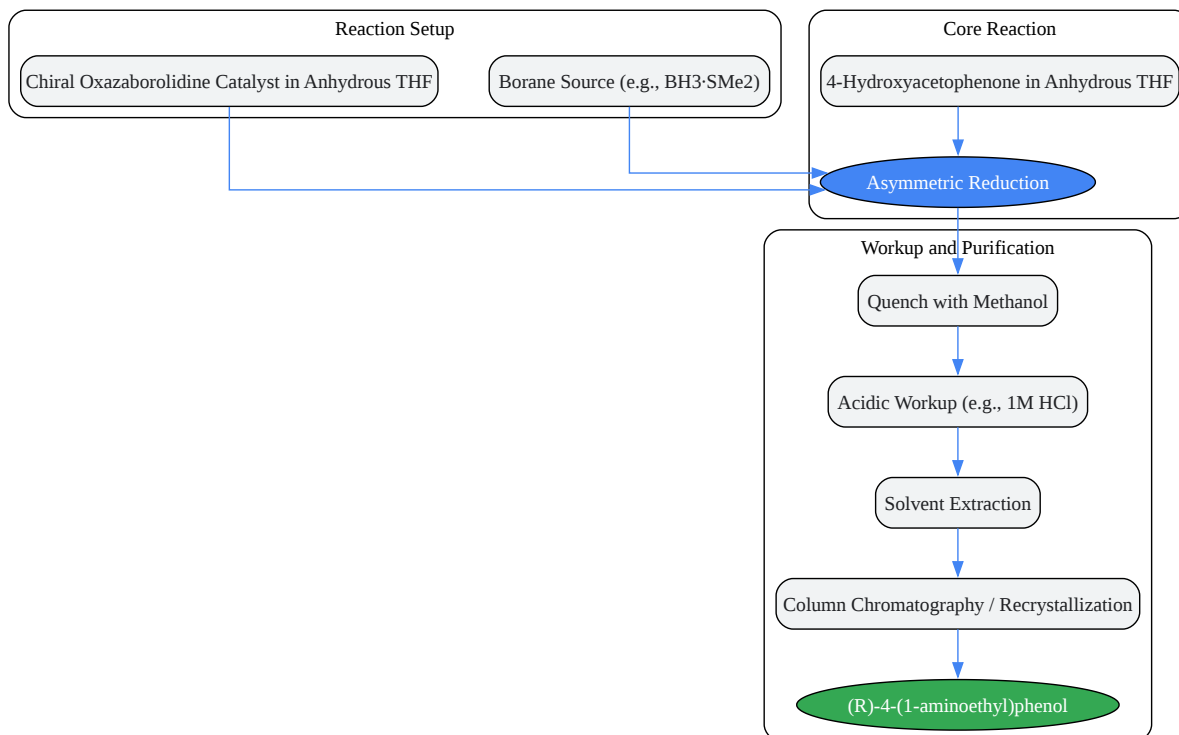 Reaction Setup
Chiral Oxazaborolidine Catalyst in Anhydrous THF
Borane Source (e.g., BH3·SMe2)
Core Reaction
4-Hydroxyacetophenone in Anhydrous THF
Asymmetric Reduction
Workup and Purification
Quench with Methanol
Acidic Workup (e.g., 1M HCl)
Solvent Extraction
Column Chromatography / Recrystallization
(R)-4-(1-aminoethyl)phenol